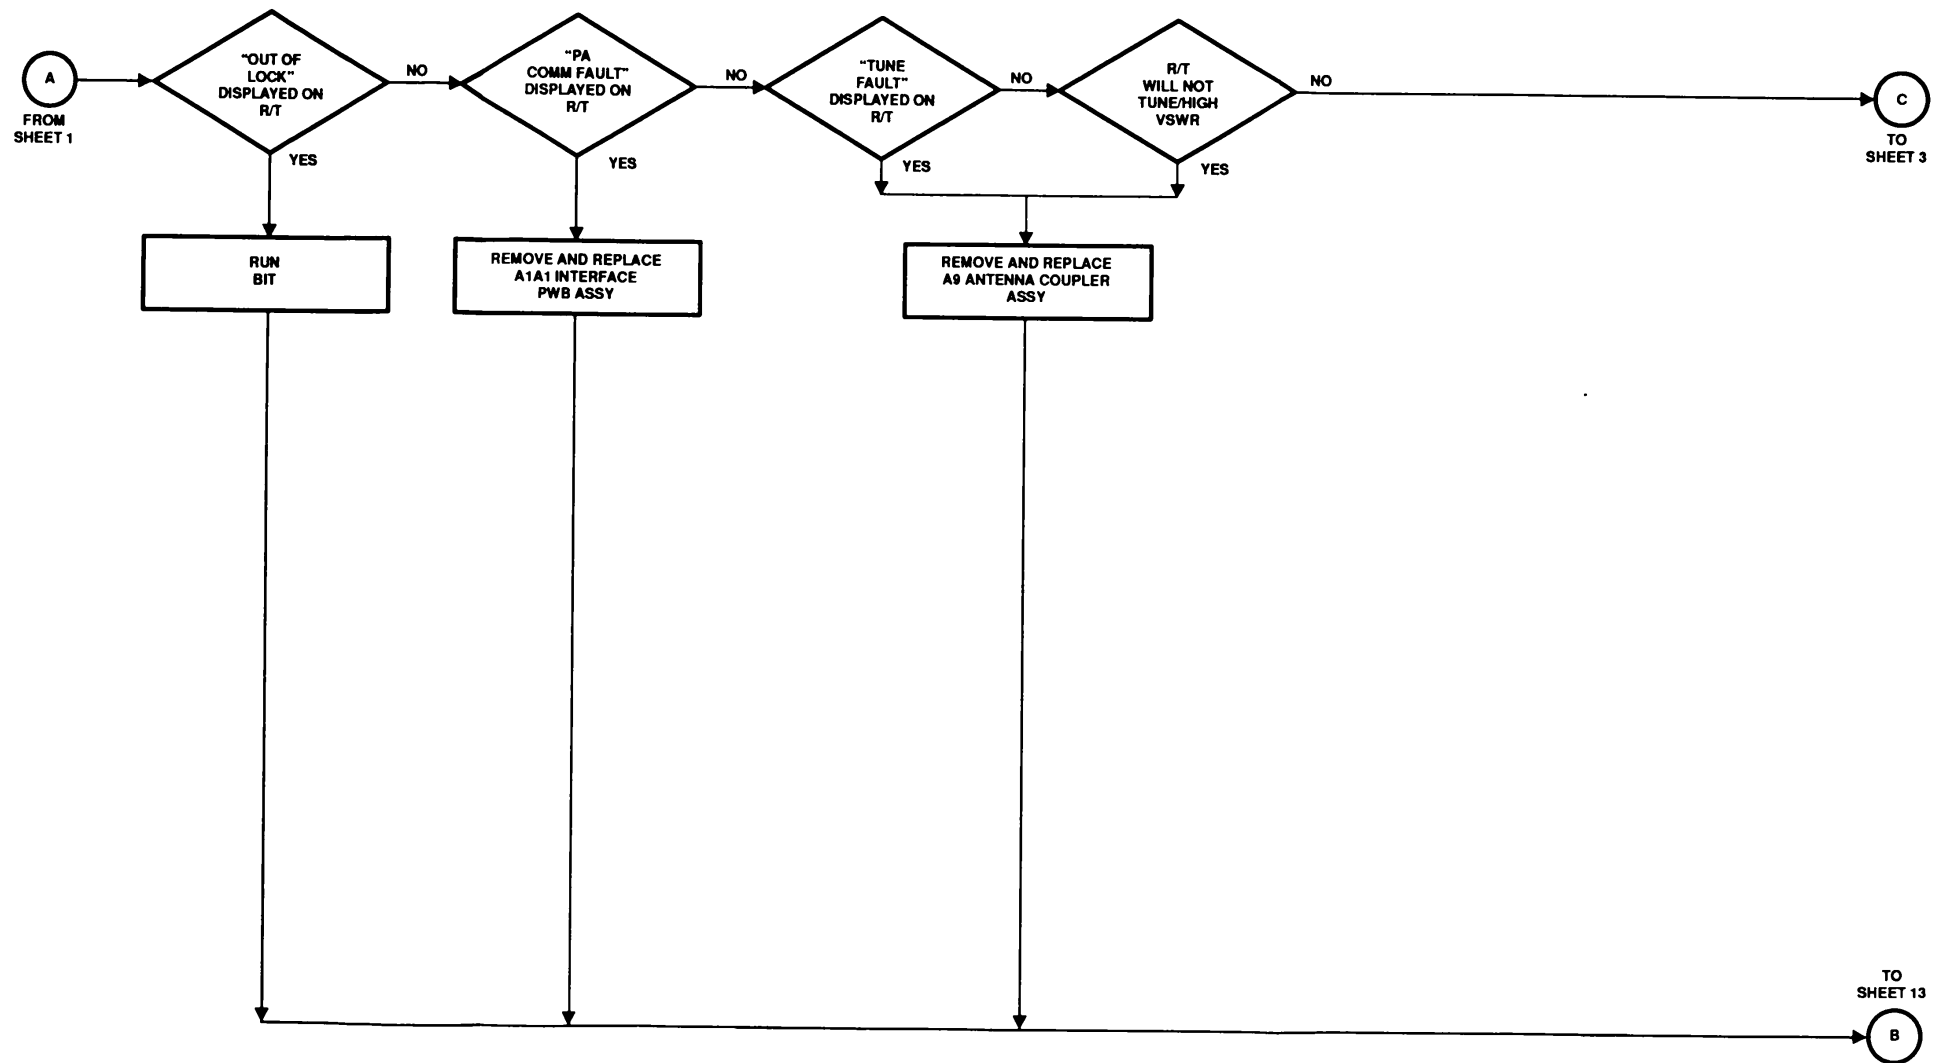 A
FROM
SHEET 1
“OUT OF
LOCK”
DISPLAYED ON
R/T
NO
YES
“PA
COMM FAULT”
DISPLAYED ON
R/T
NO
YES
“TUNE
FAULT”
DISPLAYED ON
R/T
NO
YES
R/T
WILL NOT
TUNE/HIGH
VSWR
NO
YES
C
TO
SHEET 3
RUN
BIT
REMOVE AND REPLACE
A1A1 INTERFACE
PWB ASSY
REMOVE AND REPLACE
A9 ANTENNA COUPLER
ASSY
TO
SHEET 13
B